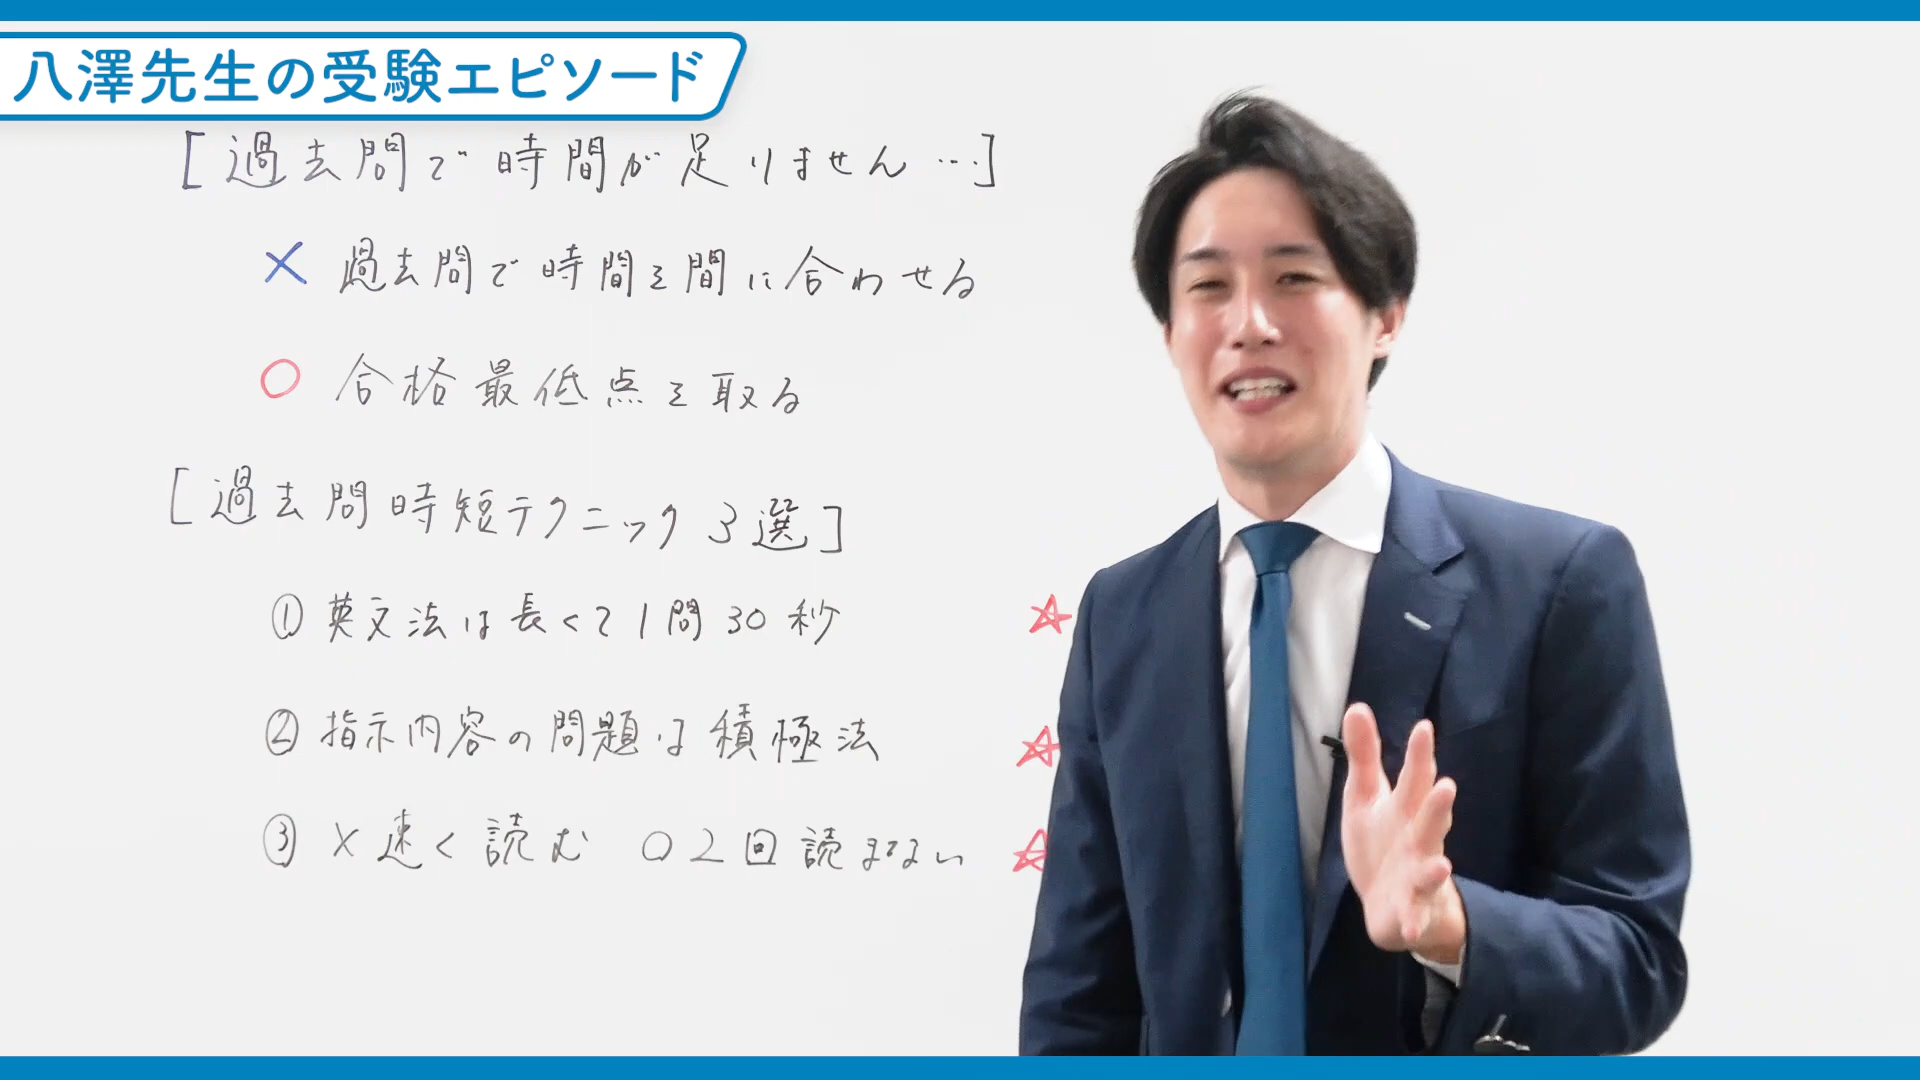 八澤先生の受験エピソード
[過去問で時間が足りません…]
× 過去問で時間を間に合わせる
○ 合格最低点を取る
[過去問時短テクニック3選]
① 英文法は長くて1問30秒 ☆
② 指示内容の問題は積極法 ☆
③ ×速く読む ○2回読まない ☆